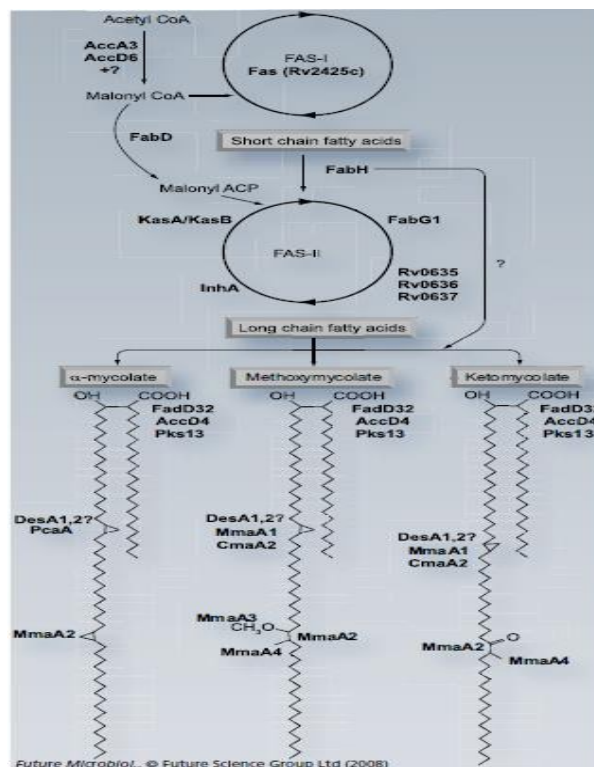 Acetyl CoA
AccA3
AccD6
+?
FAS-I
Fas (Rv2425c)
Malonyl CoA
FabD
Short chain fatty acids
FabH
Malonyl ACP
KasA/KasB
FabG1
FAS-II
?
InhA
Rv0635
Rv0636
Rv0637
Long chain fatty acids
α-mycolate
Methoxymycolate
Ketomycolate
OH COOH
FadD32
AccD4
Pks13
OH COOH
FadD32
AccD4
Pks13
OH COOH
FadD32
AccD4
Pks13
DesA1,2?
PcaA
DesA1,2?
MmaA1
CmaA2
DesA1,2?
MmaA1
CmaA2
MmaA2
MmaA3
CH3O
MmaA2
MmaA4
O
MmaA2
MmaA4
Future Microbiol. © Future Science Group Ltd (2008)